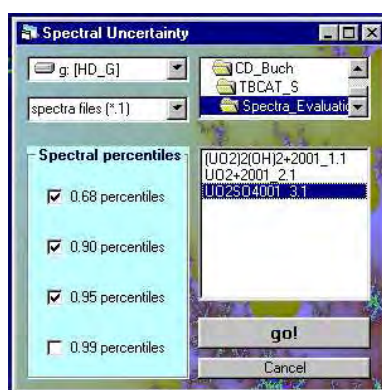 Spectral Uncertainty
g: [HD_G]
CD_Buch
TBCAT_S
Spectra_Evaluatio
spectra files (*.1)
Spectral percentiles
0.68 percentiles
0.90 percentiles
0.95 percentiles
0.99 percentiles
(UO2)2(OH)2+2001_1.1
UO2+2001_2.1
UO2SO4001_3.1
go!
Cancel